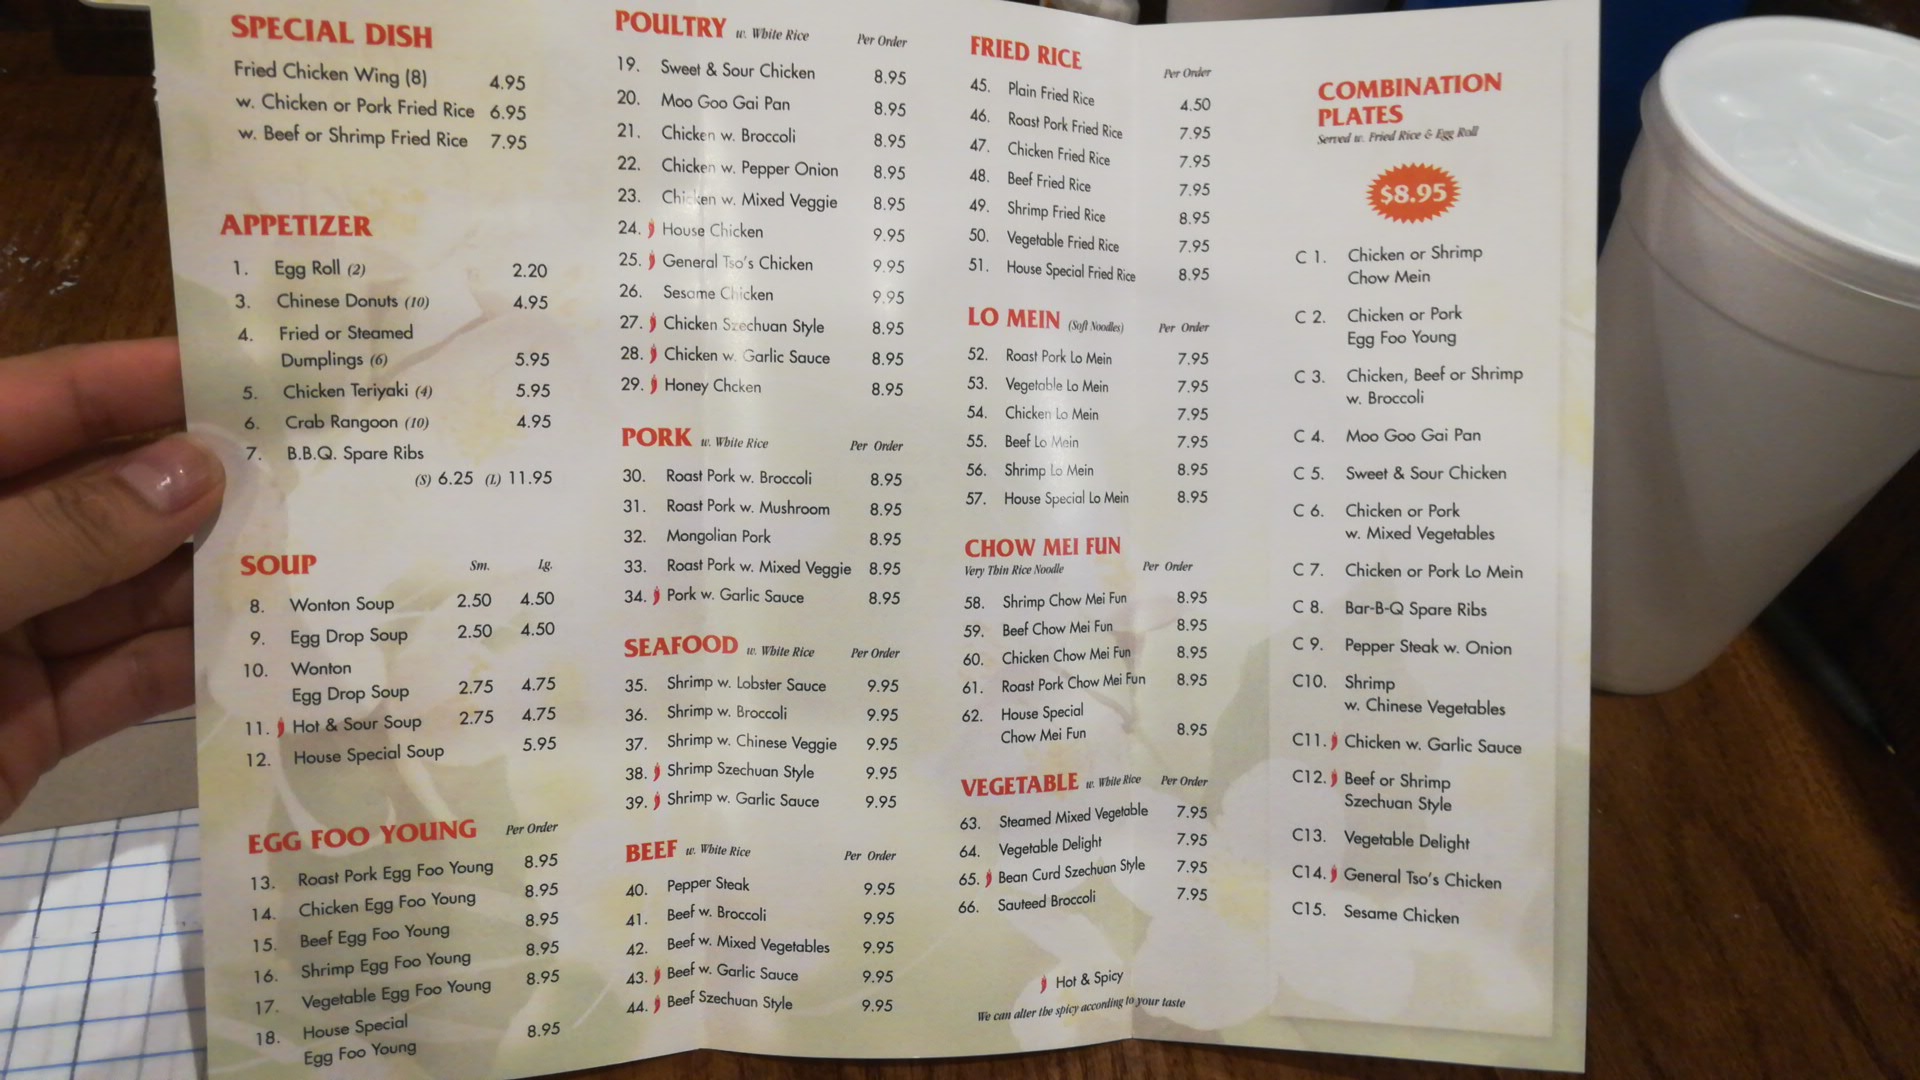 SPECIAL DISH
Fried Chicken Wing (8) 4.95
w. Chicken or Pork Fried Rice 6.95
w. Beef or Shrimp Fried Rice 7.95
APPETIZER
1. Egg Roll (2) 2.20
3. Chinese Donuts (10) 4.95
4. Fried or Steamed
Dumplings (6) 5.95
5. Chicken Teriyaki (4) 5.95
6. Crab Rangoon (10) 4.95
7. B.B.Q. Spare Ribs
(S) 6.25 (L) 11.95
SOUP Sm. Lg.
8. Wonton Soup 2.50 4.50
9. Egg Drop Soup 2.50 4.50
10. Wonton
Egg Drop Soup 2.75 4.75
11. Hot & Sour Soup 2.75 4.75
12. House Special Soup 5.95
EGG FOO YOUNG Per Order
13. Roast Pork Egg Foo Young 8.95
14. Chicken Egg Foo Young 8.95
15. Beef Egg Foo Young 8.95
16. Shrimp Egg Foo Young 8.95
17. Vegetable Egg Foo Young 8.95
18. House Special
Egg Foo Young 8.95
POULTRY w. White Rice Per Order
19. Sweet & Sour Chicken 8.95
20. Moo Goo Gai Pan 8.95
21. Chicken w. Broccoli 8.95
22. Chicken w. Pepper Onion 8.95
23. Chicken w. Mixed Veggie 8.95
24. House Chicken 9.95
25. General Tso's Chicken 9.95
26. Sesame Chicken 9.95
27. Chicken Szechuan Style 8.95
28. Chicken w. Garlic Sauce 8.95
29. Honey Chcken 8.95
PORK w. White Rice Per Order
30. Roast Pork w. Broccoli 8.95
31. Roast Pork w. Mushroom 8.95
32. Mongolian Pork 8.95
33. Roast Pork w. Mixed Veggie 8.95
34. Pork w. Garlic Sauce 8.95
SEAFOOD w. White Rice Per Order
35. Shrimp w. Lobster Sauce 9.95
36. Shrimp w. Broccoli 9.95
37. Shrimp w. Chinese Veggie 9.95
38. Shrimp Szechuan Style 9.95
39. Shrimp w. Garlic Sauce 9.95
BEEF w. White Rice Per Order
40. Pepper Steak 9.95
41. Beef w. Broccoli 9.95
42. Beef w. Mixed Vegetables 9.95
43. Beef w. Garlic Sauce 9.95
44. Beef Szechuan Style 9.95
FRIED RICE Per Order
45. Plain Fried Rice 4.50
46. Roast Pork Fried Rice 7.95
47. Chicken Fried Rice 7.95
48. Beef Fried Rice 7.95
49. Shrimp Fried Rice 8.95
50. Vegetable Fried Rice 7.95
51. House Special Fried Rice 8.95
LO MEIN (Soft Noodles) Per Order
52. Roast Pork Lo Mein 7.95
53. Vegetable Lo Mein 7.95
54. Chicken Lo Mein 7.95
55. Beef Lo Mein 7.95
56. Shrimp Lo Mein 8.95
57. House Special Lo Mein 8.95
CHOW MEI FUN
Very Thin Rice Noodle Per Order
58. Shrimp Chow Mei Fun 8.95
59. Beef Chow Mei Fun 8.95
60. Chicken Chow Mei Fun 8.95
61. Roast Pork Chow Mei Fun 8.95
62. House Special
Chow Mei Fun 8.95
VEGETABLE w. White Rice Per Order
63. Steamed Mixed Vegetable 7.95
64. Vegetable Delight 7.95
65. Bean Curd Szechuan Style 7.95
66. Sauteed Broccoli 7.95
Hot & Spicy
We can alter the spicy according to your taste
COMBINATION
PLATES
Served w. Fried Rice & Egg Roll
$8.95
C 1. Chicken or Shrimp
Chow Mein
C 2. Chicken or Pork
Egg Foo Young
C 3. Chicken, Beef or Shrimp
w. Broccoli
C 4. Moo Goo Gai Pan
C 5. Sweet & Sour Chicken
C 6. Chicken or Pork
w. Mixed Vegetables
C 7. Chicken or Pork Lo Mein
C 8. Bar-B-Q Spare Ribs
C 9. Pepper Steak w. Onion
C10. Shrimp
w. Chinese Vegetables
C11. Chicken w. Garlic Sauce
C12. Beef or Shrimp
Szechuan Style
C13. Vegetable Delight
C14. General Tso's Chicken
C15. Sesame Chicken